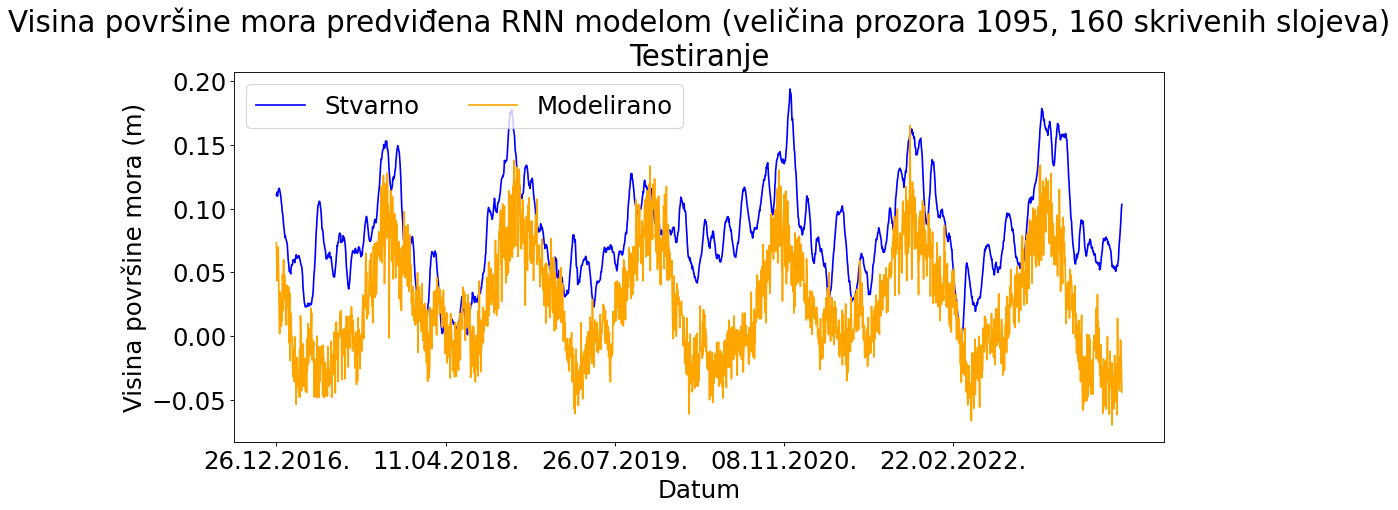 Visina površine mora predviđena RNN modelom (veličina prozora 1095, 160 skrivenih slojeva)
Testiranje
Stvarno
Modelirano
Visina površine mora (m)
0.20
0.15
0.10
0.05
0.00
−0.05
26.12.2016.
11.04.2018.
26.07.2019.
08.11.2020.
22.02.2022.
Datum